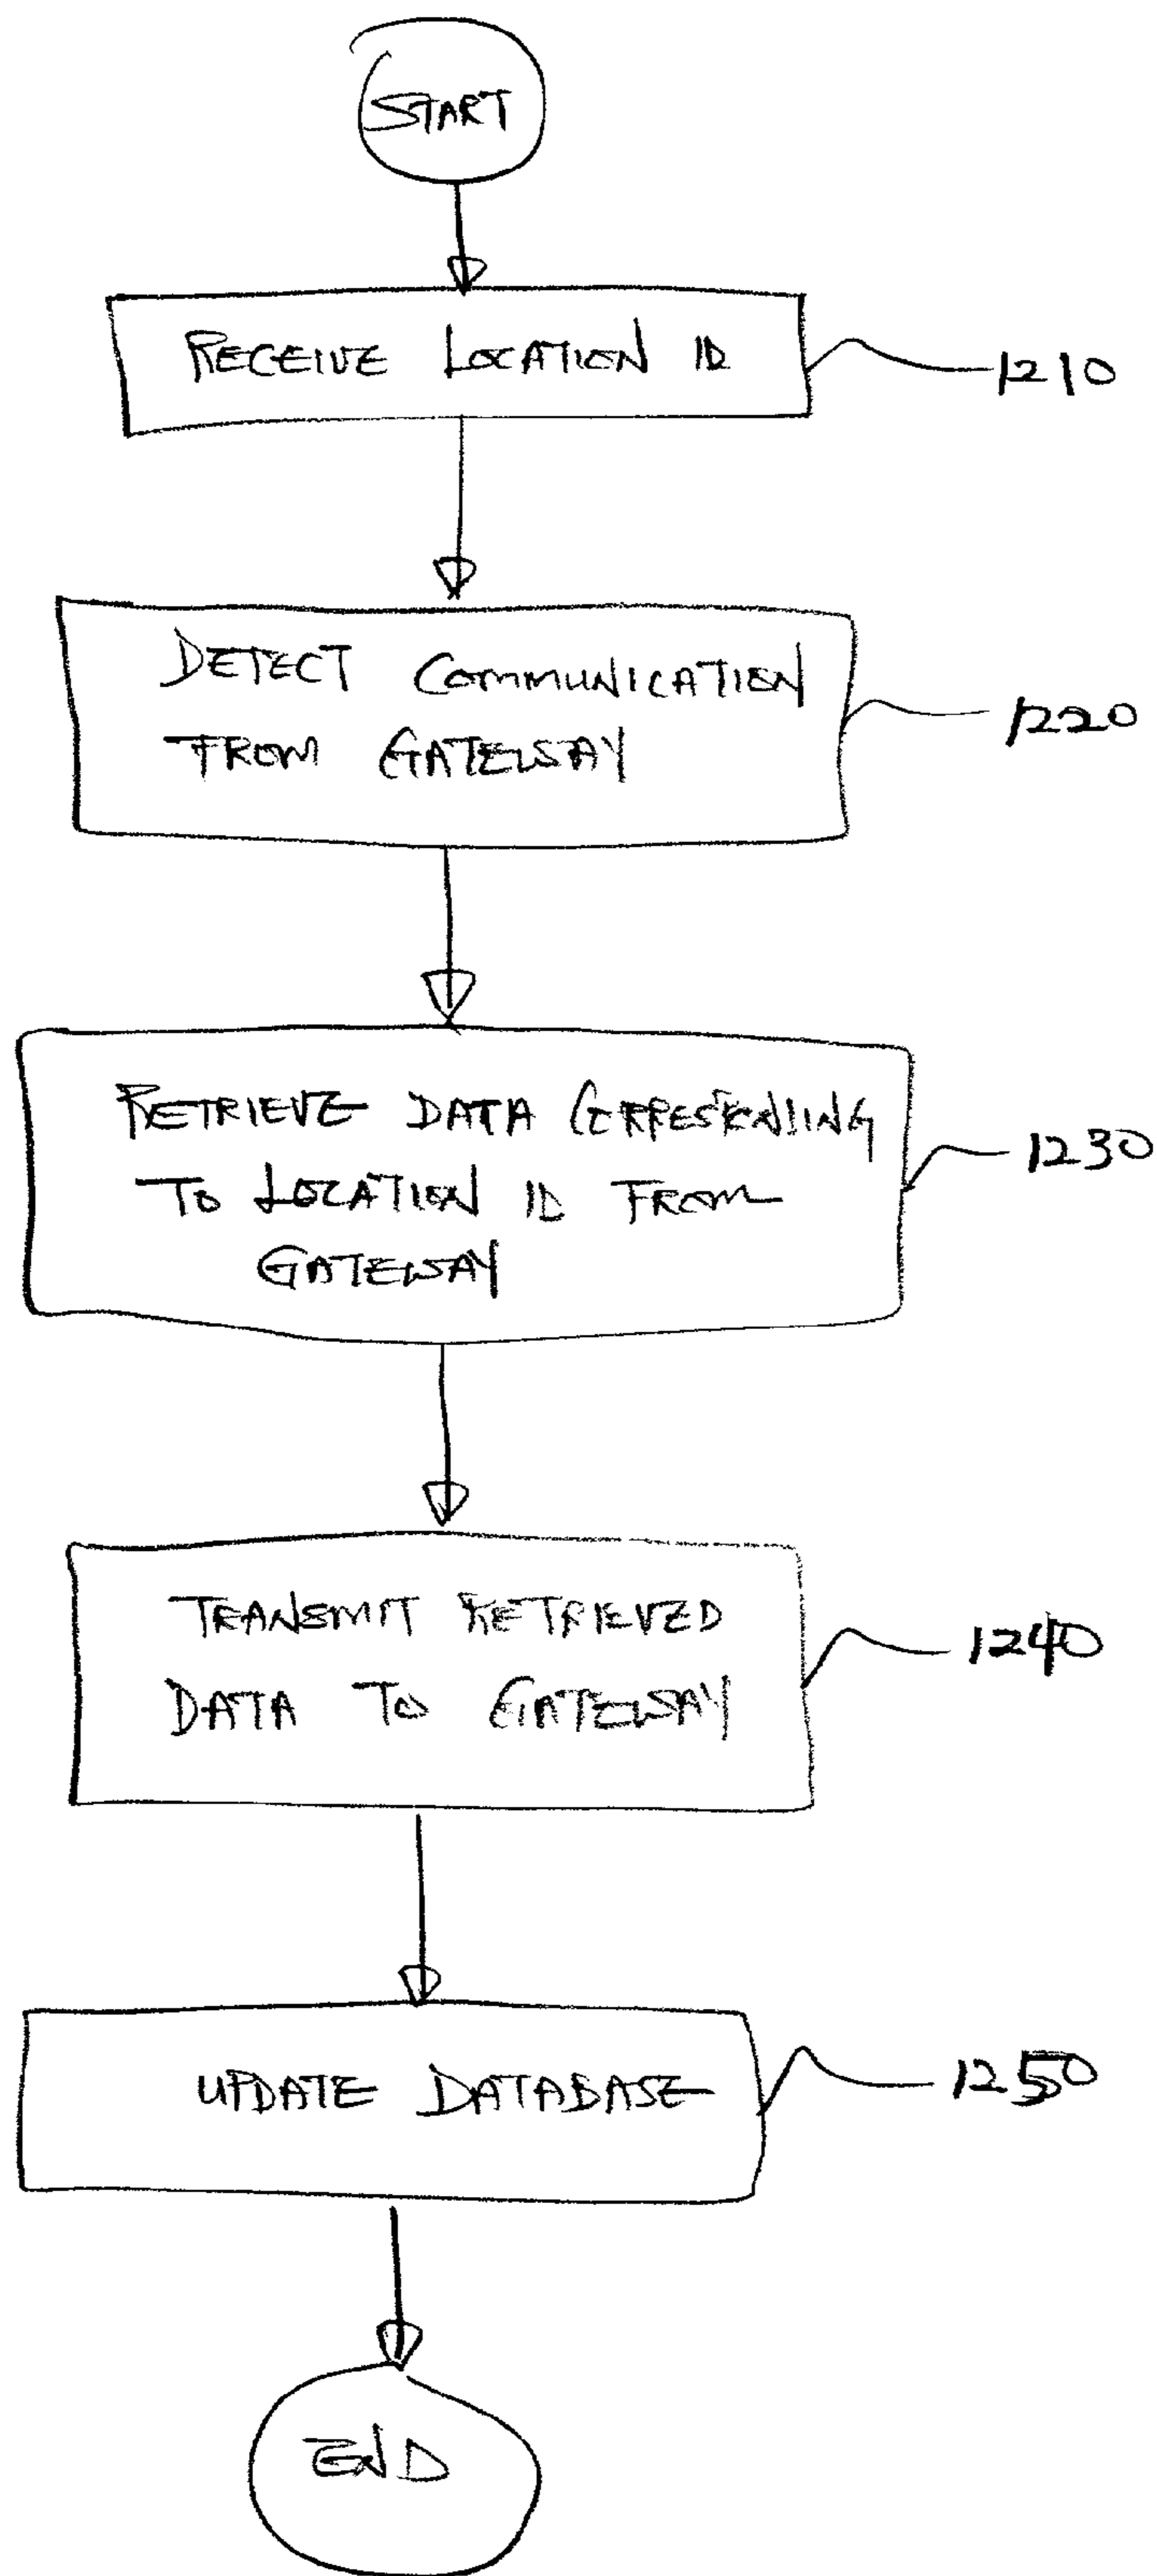 START
RECEIVE LOCATION ID
1210
DETECT COMMUNICATION
FROM GATEWAY
1220
RETRIEVE DATA CORRESPONDING
TO LOCATION ID FROM
GATEWAY
1230
TRANSMIT RETRIEVED
DATA TO GATEWAY
1240
UPDATE DATABASE
1250
END